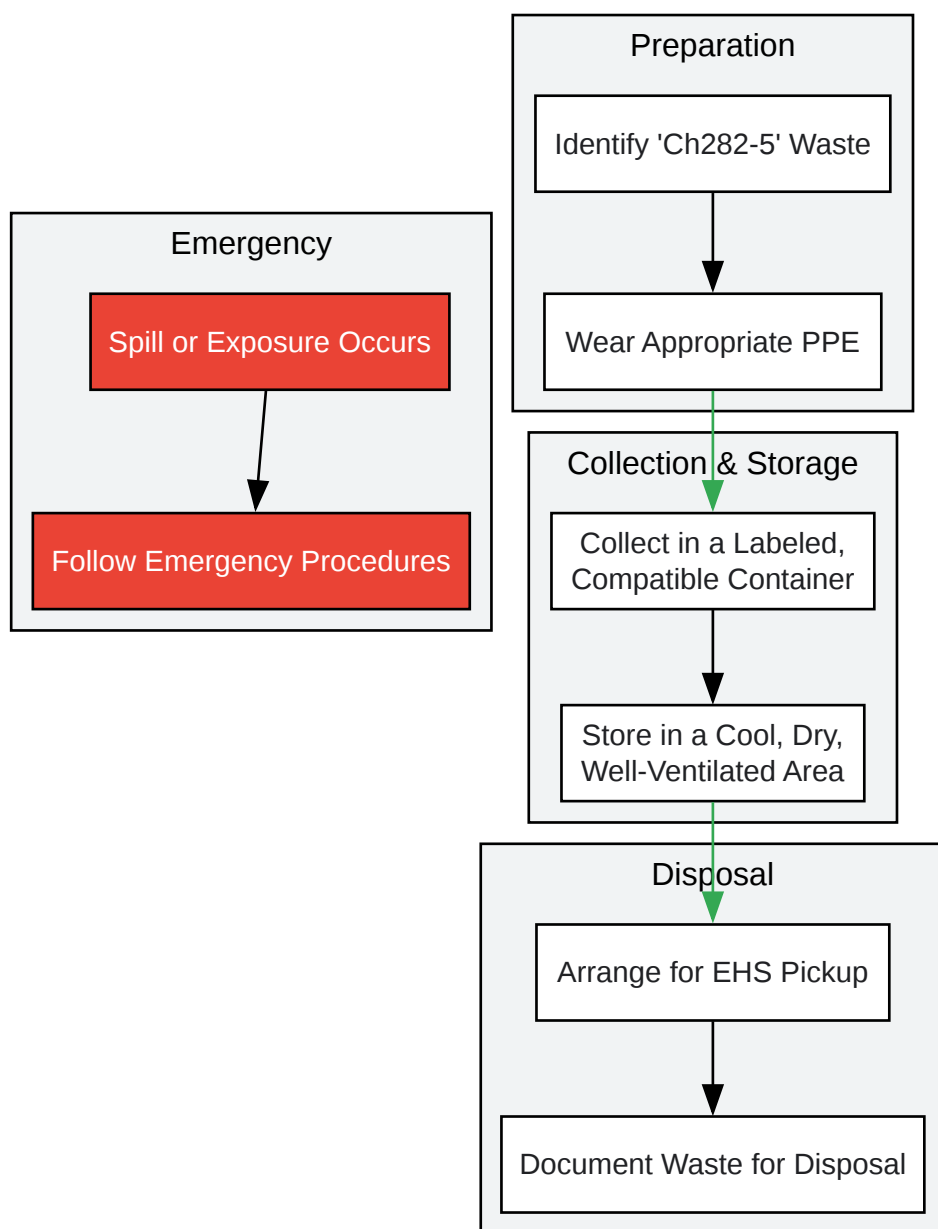 Preparation
Identify 'Ch282-5' Waste
Wear Appropriate PPE
Emergency
Spill or Exposure Occurs
Follow Emergency Procedures
Collection & Storage
Collect in a Labeled,
Compatible Container
Store in a Cool, Dry,
Well-Ventilated Area
Disposal
Arrange for EHS Pickup
Document Waste for Disposal